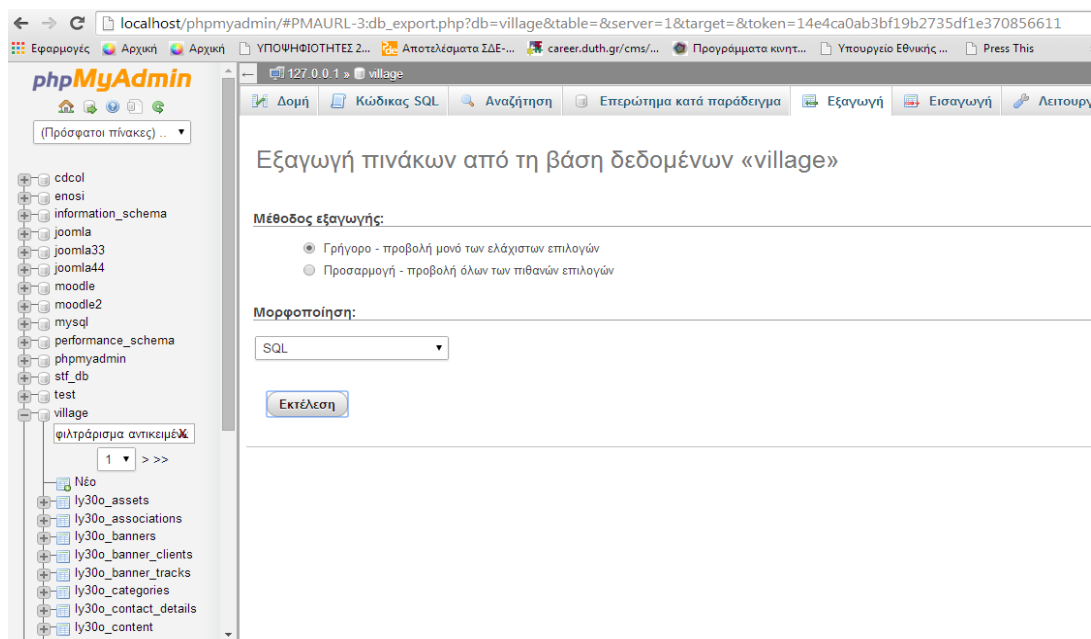 localhost/phpmyadmin/#PMAURL-3:db_export.php?db=village&table=&server=1&target=&token=14e4ca0ab3bf19b2735df1e370856611
Εφαρμογές Αρχική Αρχική ΥΠΟΨΗΦΙΟΤΗΤΕΣ 2... Αποτελέσματα ΣΔΕ-... career.duth.gr/cms/... Προγράμματα κινητ... Υπουργείο Εθνικής ... Press This
phpMyAdmin
(Πρόσφατοι πίνακες) ..
cdcol
enosi
information_schema
joomla
joomla33
joomla44
moodle
moodle2
mysql
performance_schema
phpmyadmin
stf_db
test
village
φιλτράρισμα αντικειμέν X
1 > >>
Νέο
ly30o_assets
ly30o_associations
ly30o_banners
ly30o_banner_clients
ly30o_banner_tracks
ly30o_categories
ly30o_contact_details
ly30o_content
127.0.0.1 » village
Δομή Κώδικας SQL Αναζήτηση Επερώτημα κατά παράδειγμα Εξαγωγή Εισαγωγή Λειτουργ
Εξαγωγή πινάκων από τη βάση δεδομένων «village»
Μέθοδος εξαγωγής:
Γρήγορο - προβολή μονό των ελάχιστων επιλογών
Προσαρμογή - προβολή όλων των πιθανών επιλογών
Μορφοποίηση:
SQL
Εκτέλεση